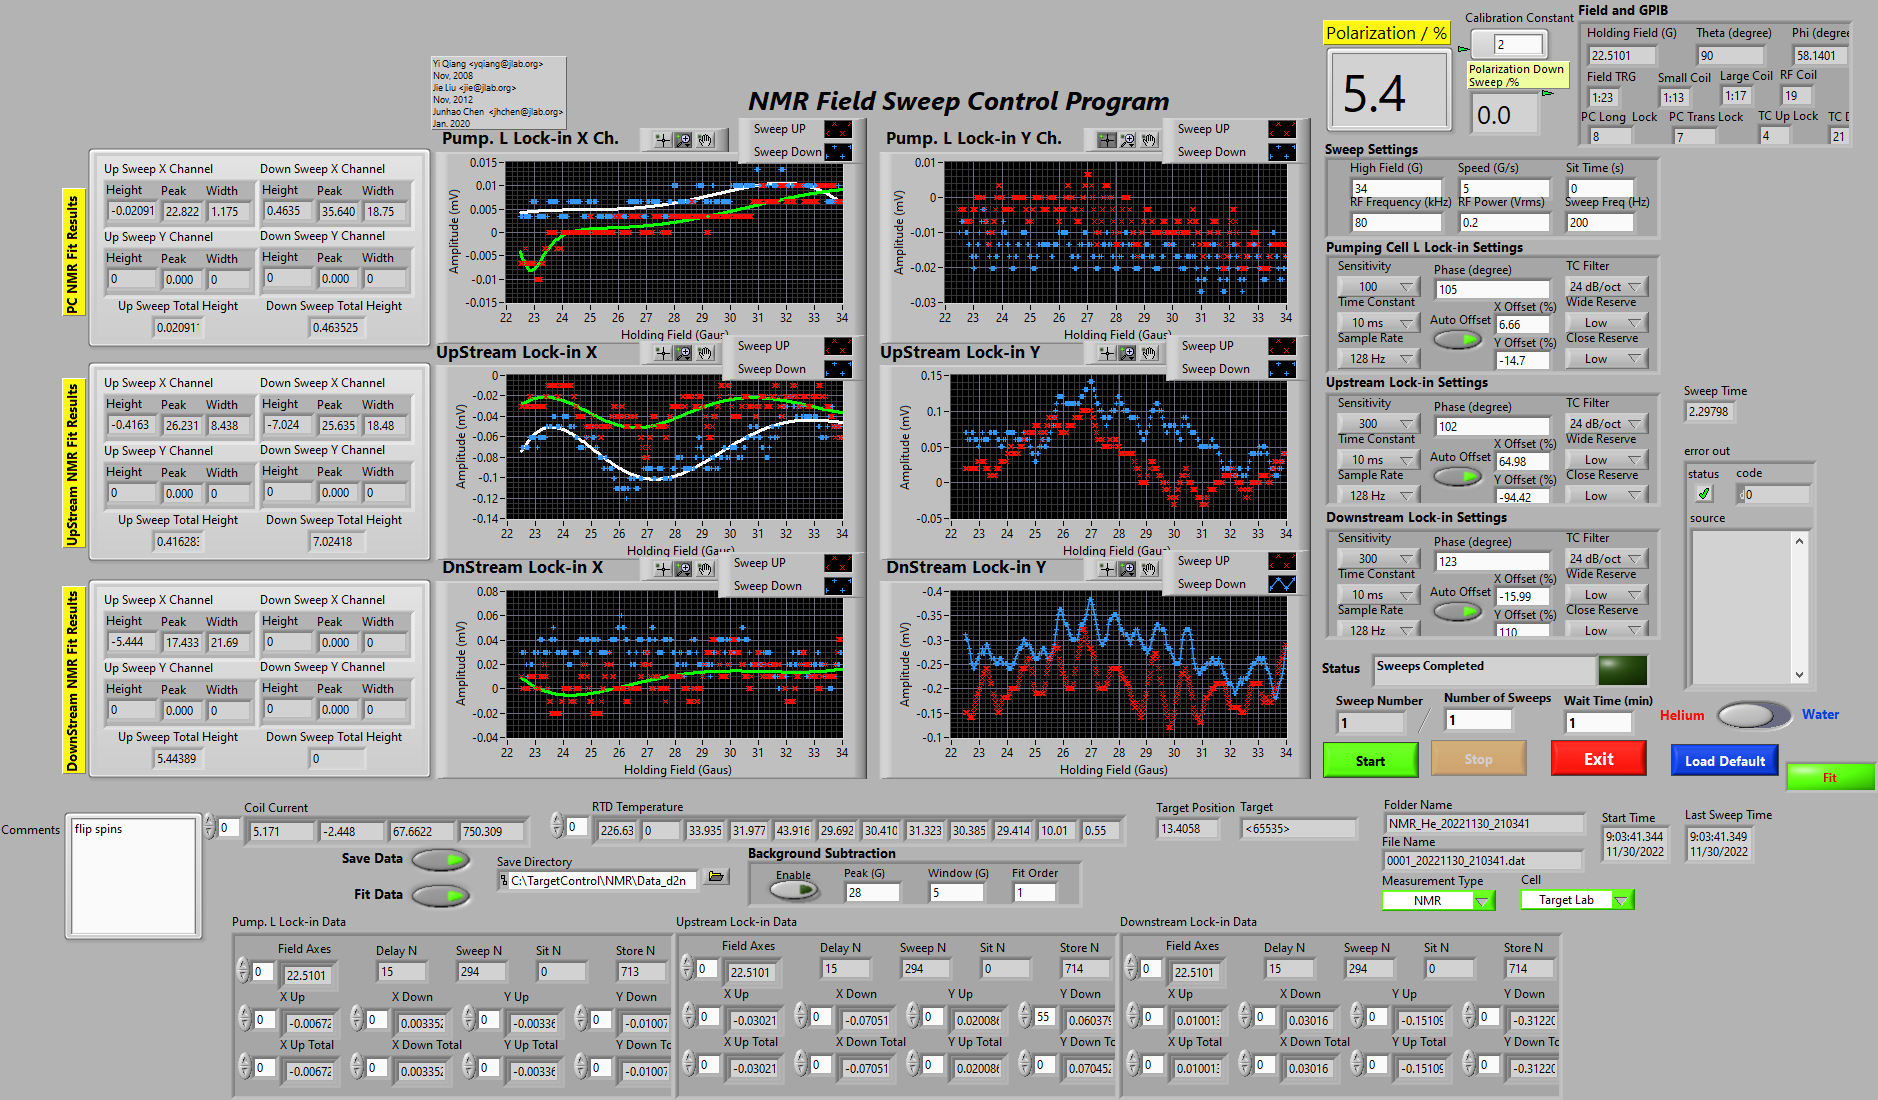 Yi Qiang <yqiang@jlab.org>
Nov, 2008
Jie Liu <jie@jlab.org>
Nov, 2012
Junhao Chen <jhchen@jlab.org>
Jan. 2020
NMR Field Sweep Control Program
Polarization / %
5.4
Calibration Constant
2
Polarization Down
Sweep /%
0.0
Field and GPIB
Holding Field (G) Theta (degree) Phi (degree
22.5101 90 58.1401
Field TRG Small Coil Large Coil RF Coil
1:23 1:13 1:17 19
PC Long Lock PC Trans Lock TC Up Lock TC D
8 7 4 21
PC NMR Fit Results
Up Sweep X Channel Down Sweep X Channel
Height Peak Width Height Peak Width
-0.02091 22.822 1.175 0.4635 35.640 18.75
Up Sweep Y Channel Down Sweep Y Channel
Height Peak Width Height Peak Width
0 0.000 0 0 0.000 0
Up Sweep Total Height Down Sweep Total Height
0.02091 0.463525
UpStream NMR Fit Results
Up Sweep X Channel Down Sweep X Channel
Height Peak Width Height Peak Width
-0.4163 26.231 8.438 -7.024 25.635 18.48
Up Sweep Y Channel Down Sweep Y Channel
Height Peak Width Height Peak Width
0 0.000 0 0 0.000 0
Up Sweep Total Height Down Sweep Total Height
0.41628 7.02418
DownStream NMR Fit Results
Up Sweep X Channel Down Sweep X Channel
Height Peak Width Height Peak Width
-5.444 17.433 21.69 0 0.000 0
Up Sweep Y Channel Down Sweep Y Channel
Height Peak Width Height Peak Width
0 0.000 0 0 0.000 0
Up Sweep Total Height Down Sweep Total Height
5.44389 0
Pump. L Lock-in X Ch.
Sweep UP
Sweep Down
Amplitude (mV)
0.015
0.01
0.005
0
-0.005
-0.01
-0.015
22 23 24 25 26 27 28 29 30 31 32 33 34
Holding Field (Gaus)
Pump. L Lock-in Y Ch.
Sweep UP
Sweep Down
Amplitude (mV)
0.01
0
-0.01
-0.02
-0.03
22 23 24 25 26 27 28 29 30 31 32 33 34
Holding Field (Gaus)
UpStream Lock-in X
Sweep UP
Sweep Down
Amplitude (mV)
0
-0.02
-0.04
-0.06
-0.08
-0.1
-0.12
-0.14
22 23 24 25 26 27 28 29 30 31 32 33 34
Holding Field (Gaus)
UpStream Lock-in Y
Sweep UP
Sweep Down
Amplitude (mV)
0.15
0.1
0.05
0
-0.05
22 23 24 25 26 27 28 29 30 31 32 33 34
Holding Field (Gaus)
DnStream Lock-in X
Sweep UP
Sweep Down
Amplitude (mV)
0.08
0.06
0.04
0.02
0
-0.02
-0.04
22 23 24 25 26 27 28 29 30 31 32 33 34
Holding Field (Gaus)
DnStream Lock-in Y
Sweep UP
Sweep Down
Amplitude (mV)
-0.4
-0.35
-0.3
-0.25
-0.2
-0.15
-0.1
22 23 24 25 26 27 28 29 30 31 32 33 34
Holding Field (Gaus)
Sweep Settings
High Field (G) Speed (G/s) Sit Time (s)
34 5 0
RF Frequency (kHz) RF Power (Vrms) Sweep Freq (Hz)
80 0.2 200
Pumping Cell L Lock-in Settings
Sensitivity Phase (degree) TC Filter
100 105 24 dB/oct
Time Constant X Offset (%) Wide Reserve
10 ms Auto Offset 6.66 Low
Sample Rate Y Offset (%) Close Reserve
128 Hz -14.7 Low
Upstream Lock-in Settings
Sensitivity Phase (degree) TC Filter
300 102 24 dB/oct
Time Constant X Offset (%) Wide Reserve
10 ms Auto Offset 64.98 Low
Sample Rate Y Offset (%) Close Reserve
128 Hz -94.42 Low
Downstream Lock-in Settings
Sensitivity Phase (degree) TC Filter
300 123 24 dB/oct
Time Constant X Offset (%) Wide Reserve
10 ms Auto Offset -15.99 Low
Sample Rate Y Offset (%) Close Reserve
128 Hz 110 Low
Sweep Time
2.29798
error out
status code
0
source
Status Sweeps Completed
Sweep Number Number of Sweeps Wait Time (min)
1 1 1
Helium Water
Start Stop Exit Load Default Fit
Comments
flip spins
Coil Current
0 5.171 -2.448 67.6622 750.309
RTD Temperature
0 226.63 0 33.935 31.977 43.916 29.692 30.410 31.323 30.385 29.414 10.01 0.55
Target Position Target
13.4058 <65535>
Folder Name
NMR_He_20221130_210341
File Name
0001_20221130_210341.dat
Start Time Last Sweep Time
9:03:41.344 9:03:41.349
11/30/2022 11/30/2022
Save Data
Fit Data
Save Directory
C:\TargetControl\NMR\Data_d2n
Background Subtraction
Enable Peak (G) Window (G) Fit Order
28 5 1
Measurement Type Cell
NMR Target Lab
Pump. L Lock-in Data
Field Axes Delay N Sweep N Sit N Store N
0 22.5101 15 294 0 713
X Up X Down Y Up Y Down
0 -0.00672 0 0.003352 0 -0.00336 0 -0.01007
X Up Total X Down Total Y Up Total Y Down To
0 -0.00672 0 0.003352 0 -0.00336 0 -0.01007
Upstream Lock-in Data
Field Axes Delay N Sweep N Sit N Store N
0 22.5101 15 294 0 714
X Up X Down Y Up Y Down
0 -0.03021 0 -0.07051 0 0.020086 55 0.060379
X Up Total X Down Total Y Up Total Y Down To
0 -0.03021 0 -0.07051 0 0.020086 0 0.070452
Downstream Lock-in Data
Field Axes Delay N Sweep N Sit N Store N
0 22.5101 15 294 0 714
X Up X Down Y Up Y Down
0 0.010013 0 0.03016 0 -0.15109 0 -0.31220
X Up Total X Down Total Y Up Total Y Down To
0 0.010013 0 0.03016 0 -0.15109 0 -0.31220